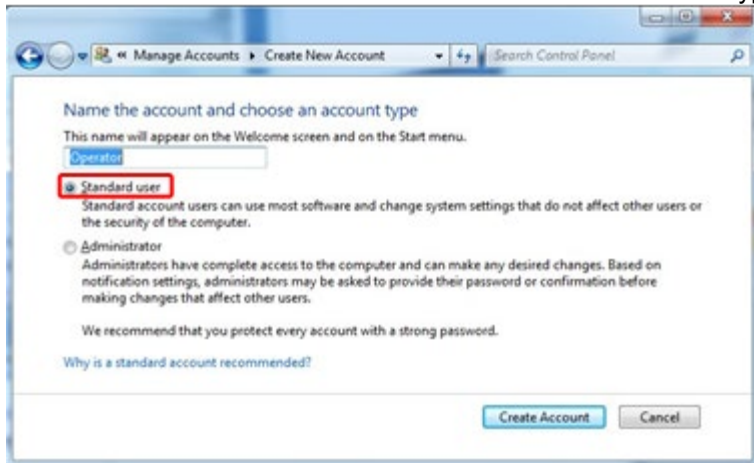 « Manage Accounts ▸ Create New Account
Search Control Panel
Name the account and choose an account type
This name will appear on the Welcome screen and on the Start menu.
Operator
Standard user
Standard account users can use most software and change system settings that do not affect other users or
the security of the computer.
Administrator
Administrators have complete access to the computer and can make any desired changes. Based on
notification settings, administrators may be asked to provide their password or confirmation before
making changes that affect other users.
We recommend that you protect every account with a strong password.
Why is a standard account recommended?
Create Account
Cancel